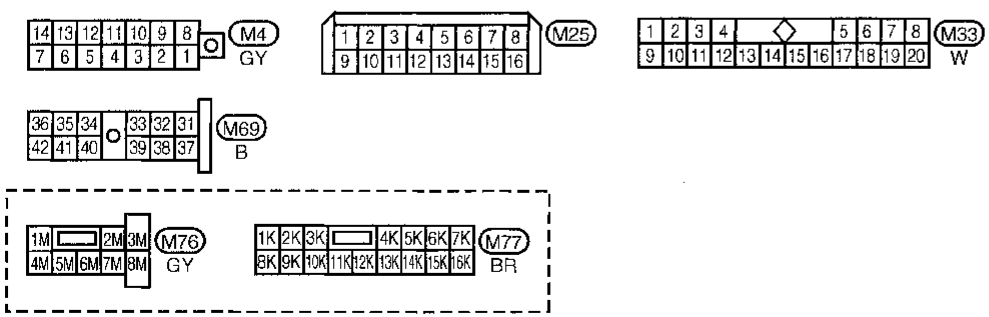 14 13 12 11 10 9 8 M4
7 6 5 4 3 2 1 GY
1 2 3 4 5 6 7 8 M25
9 10 11 12 13 14 15 16
1 2 3 4 5 6 7 8 M33
9 10 11 12 13 14 15 16 17 18 19 20 W
36 35 34 33 32 31 M69
42 41 40 39 38 37 B
1M 2M 3M M76
4M 5M 6M 7M 8M GY
1K 2K 3K 4K 5K 6K 7K M77
8K 9K 10K 11K 12K 13K 14K 15K 16K BR